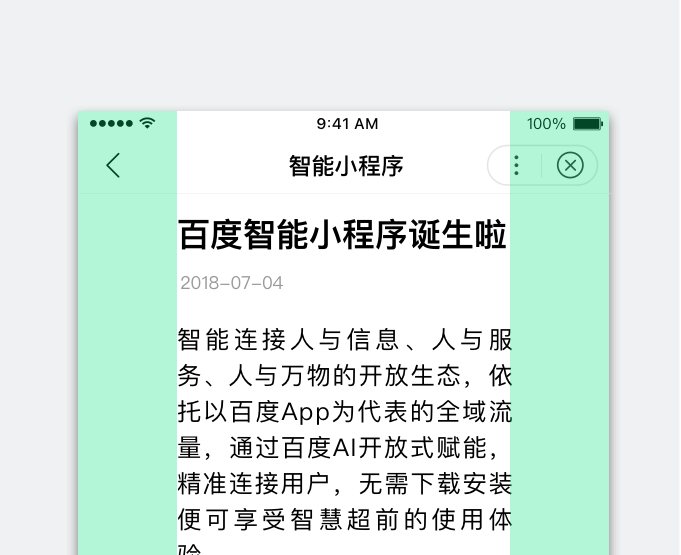 9:41 AM 100%
智能小程序
百度智能小程序诞生啦
2018-07-04
智能连接人与信息、人与服
务、人与万物的开放生态，依
托以百度App为代表的全域流
量，通过百度AI开放式赋能，
精准连接用户，无需下载安装
便可享受智慧超前的使用体
验